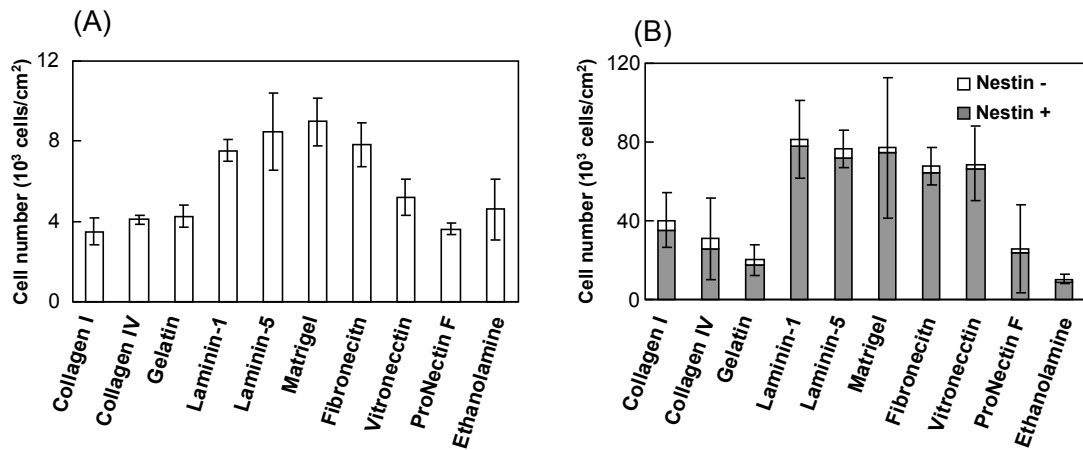 (A)
Cell number (10³ cells/cm²)
12
8
4
0
Collagen I
Collagen IV
Gelatin
Laminin-1
Laminin-5
Matrigel
Fibronecitn
Vitronecctin
ProNectin F
Ethanolamine
(B)
Cell number (10³ cells/cm²)
120
80
40
0
Nestin -
Nestin +
Collagen I
Collagen IV
Gelatin
Laminin-1
Laminin-5
Matrigel
Fibronecitn
Vitronecctin
ProNectin F
Ethanolamine